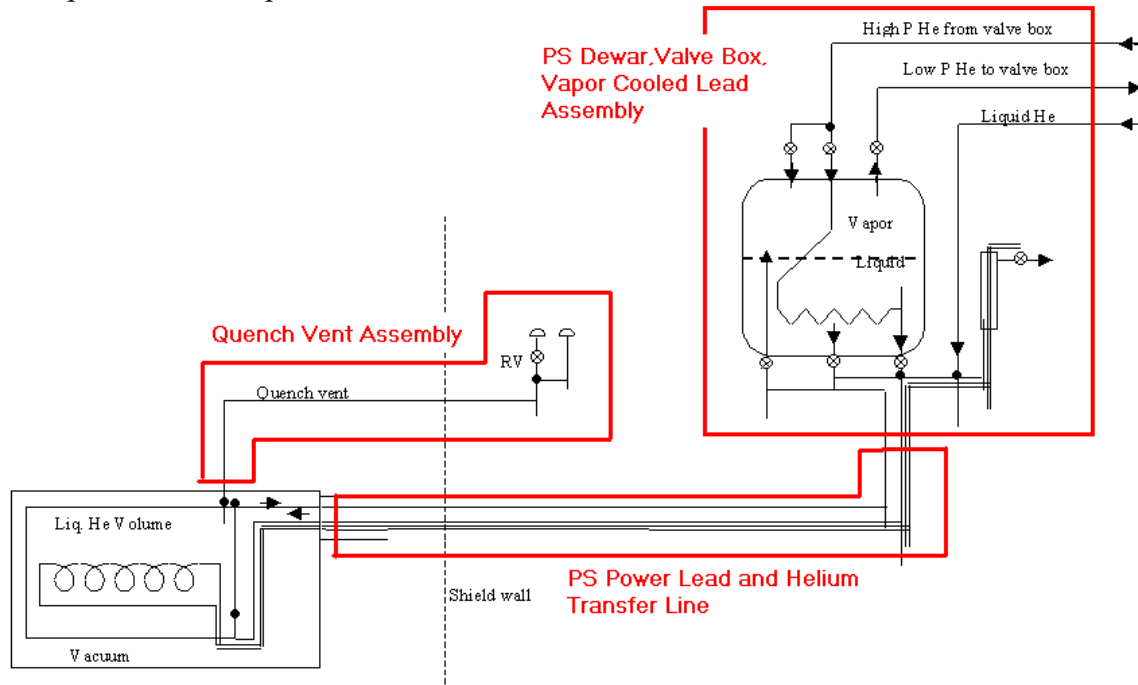 High P He from valve box
PS Dewar,Valve Box,
Vapor Cooled Lead
Assembly
Low P He to valve box
Liquid He
Vapor
Liquid
Quench Vent Assembly
RV
Quench vent
Liq. He Volume
PS Power Lead and Helium
Transfer Line
Shield wall
Vacuum